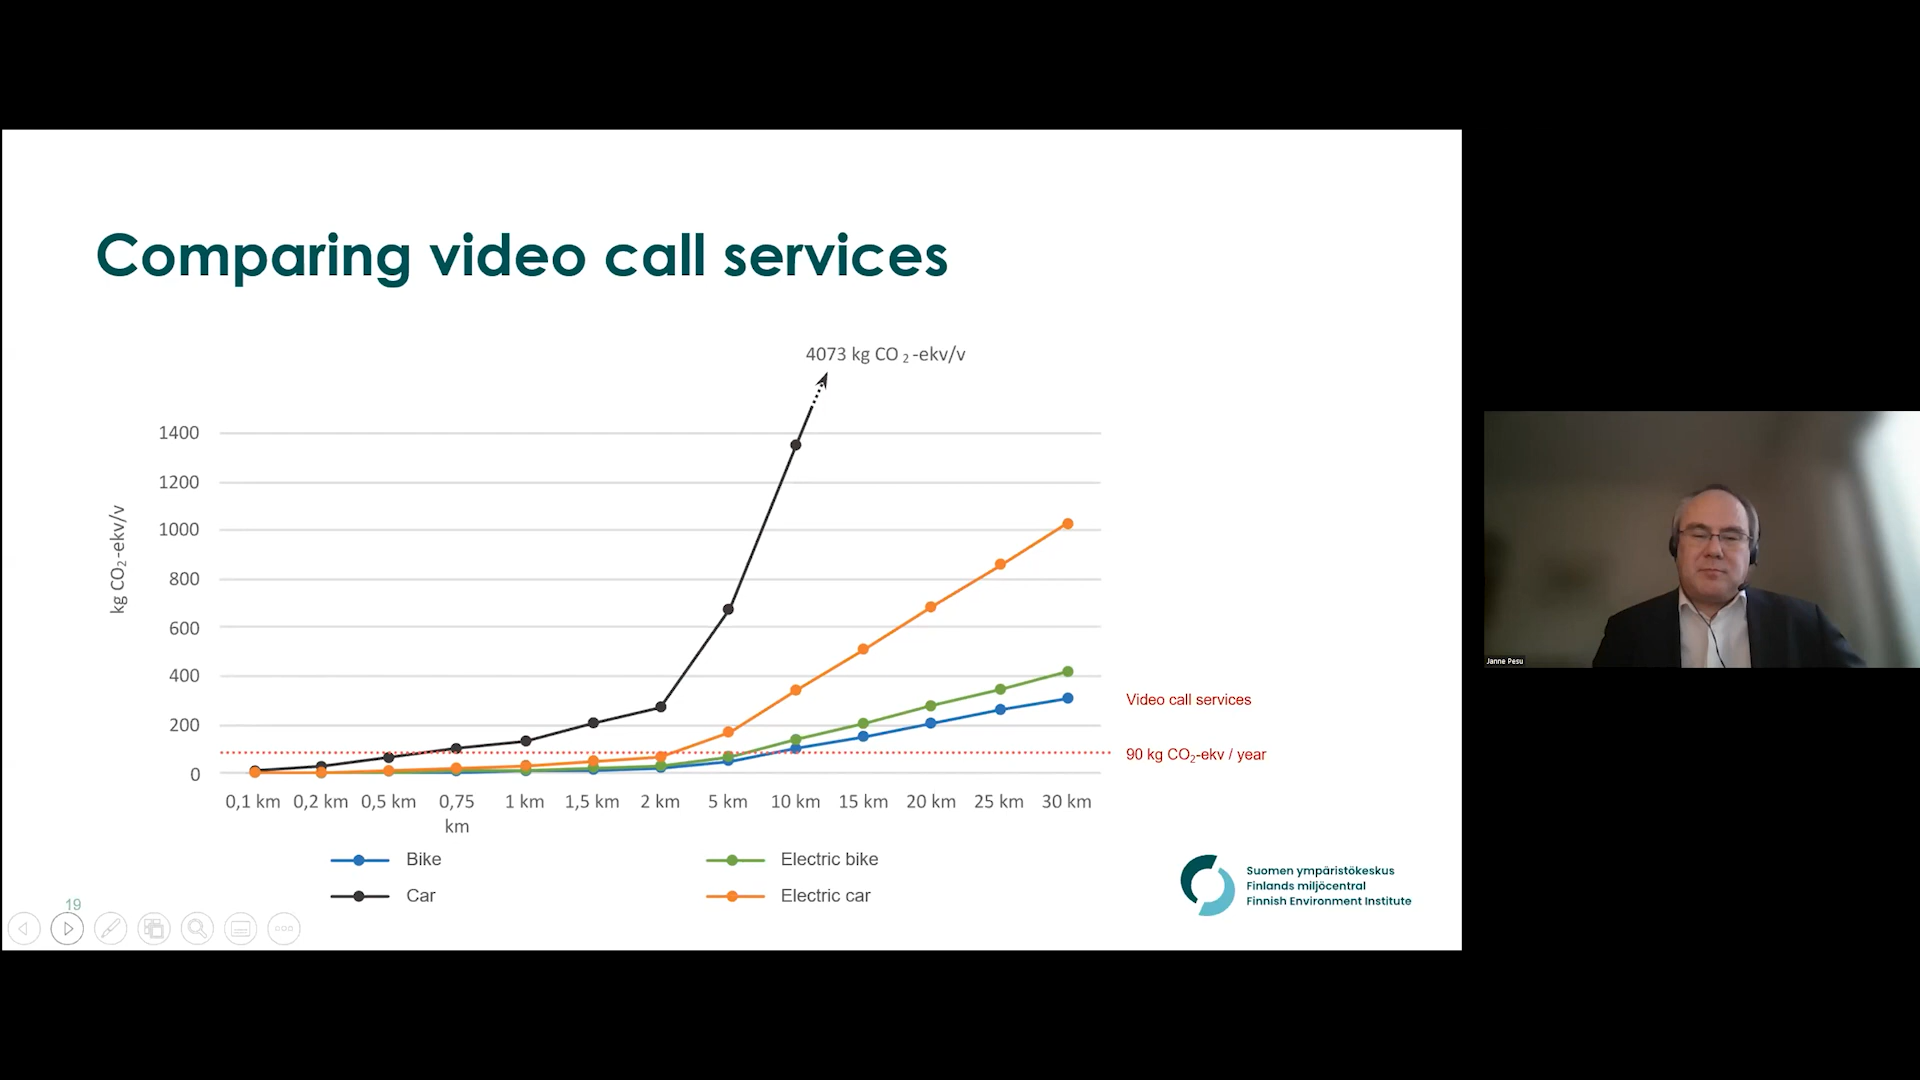 Comparing video call services
4073 kg CO₂-ekv/v
kg CO₂-ekv/v
1400
1200
1000
800
600
400
200
0
0,1 km 0,2 km 0,5 km 0,75 km 1 km 1,5 km 2 km 5 km 10 km 15 km 20 km 25 km 30 km
Video call services
90 kg CO₂-ekv / year
Bike
Electric bike
Car
Electric car
Suomen ympäristökeskus
Finlands miljöcentral
Finnish Environment Institute
19
Janne Pesu